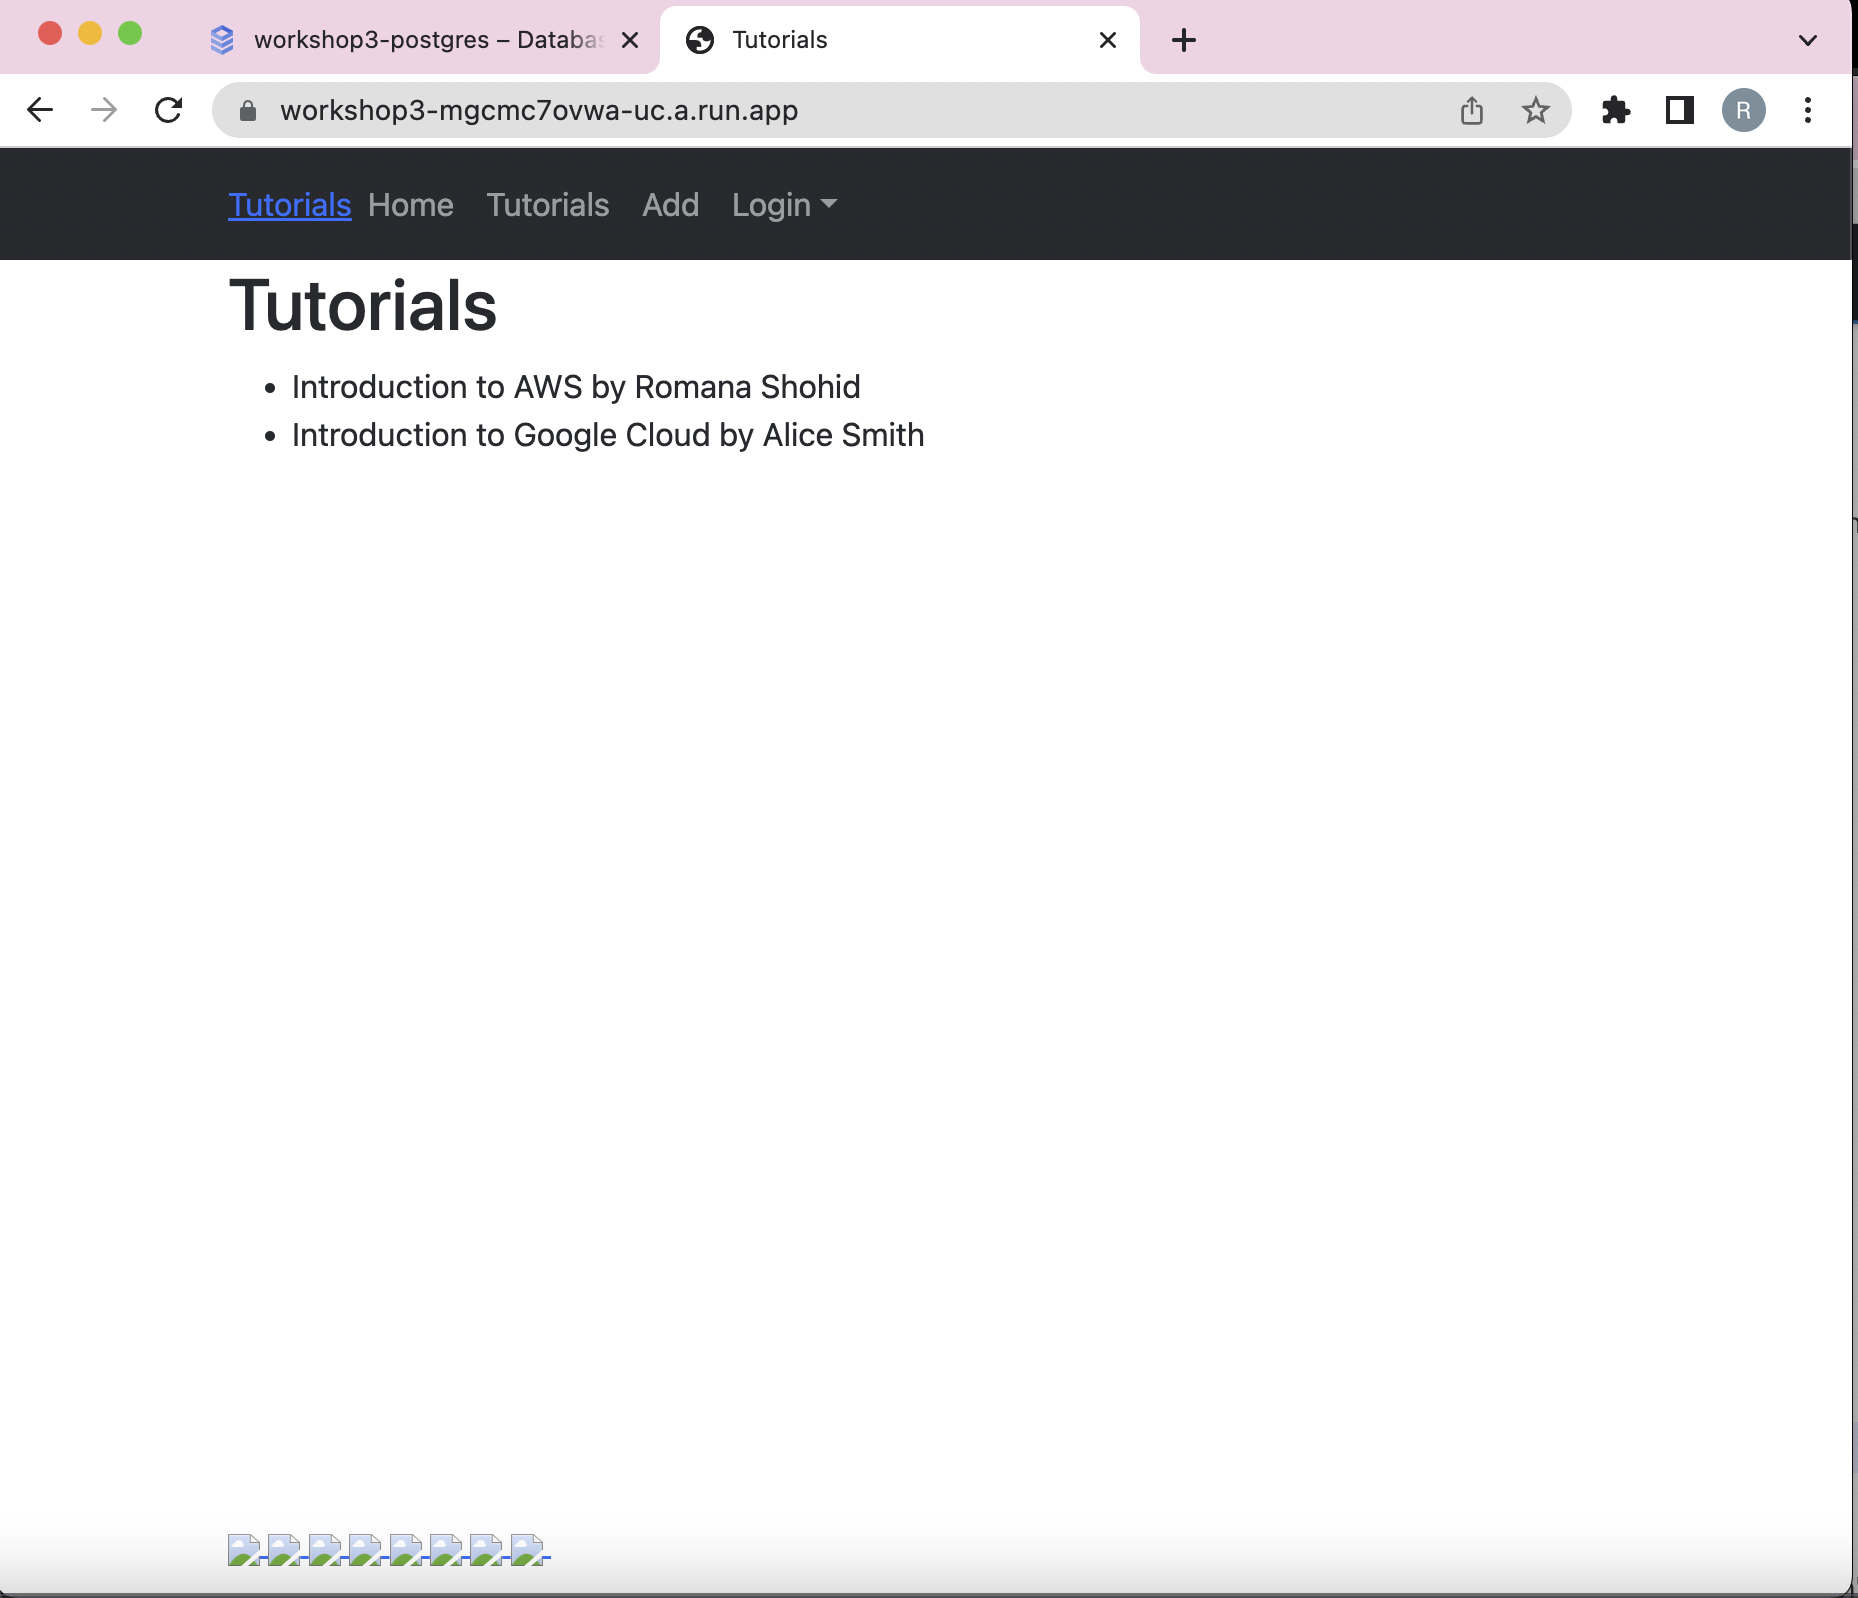 workshop3-postgres – Databas
Tutorials
workshop3-mgcmc7ovwa-uc.a.run.app
R
Tutorials Home Tutorials Add Login
Tutorials
• Introduction to AWS by Romana Shohid
• Introduction to Google Cloud by Alice Smith